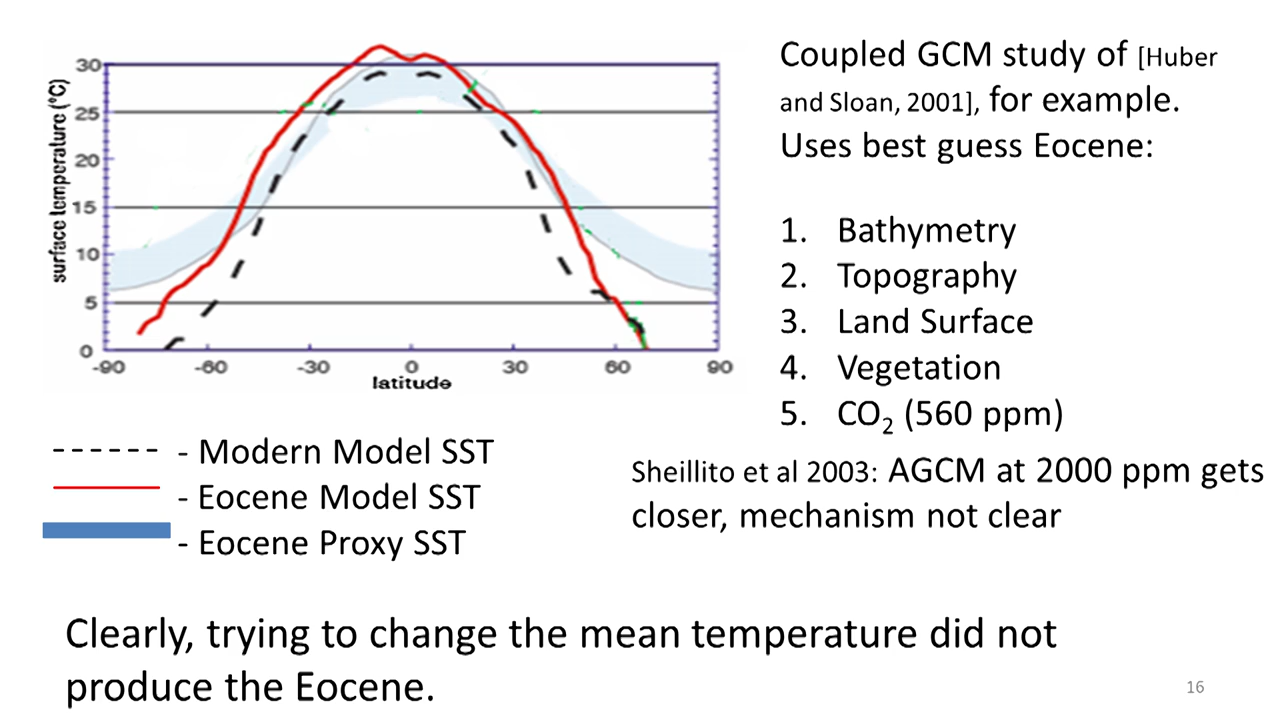 30
25
20
15
10
5
0
surface temperature (°C)
-90 -60 -30 0 30 60 90
latitude
Coupled GCM study of [Huber
and Sloan, 2001], for example.
Uses best guess Eocene:
1. Bathymetry
2. Topography
3. Land Surface
4. Vegetation
5. CO₂ (560 ppm)
- Modern Model SST
- Eocene Model SST
- Eocene Proxy SST
Sheillito et al 2003: AGCM at 2000 ppm gets
closer, mechanism not clear
Clearly, trying to change the mean temperature did not
produce the Eocene.
16